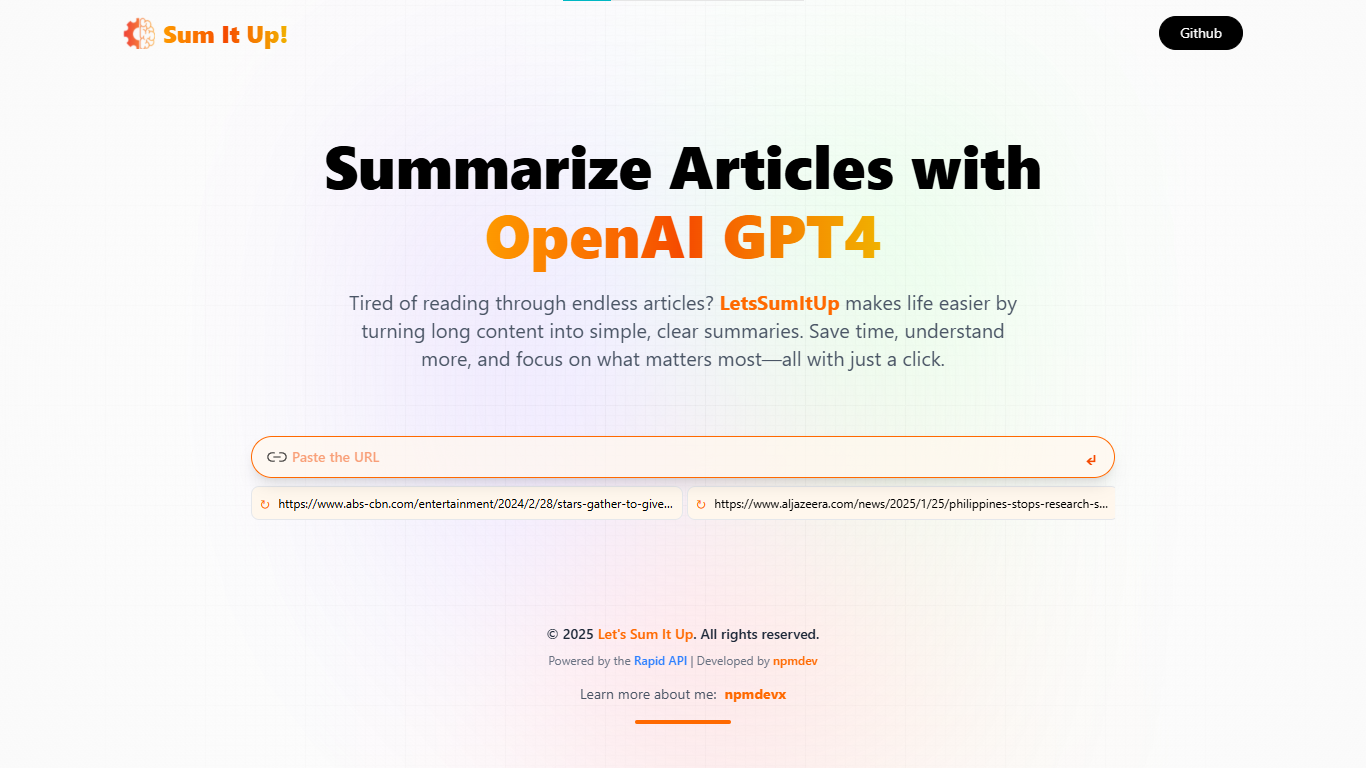 Sum It Up!
Github
Summarize Articles with
OpenAI GPT4
Tired of reading through endless articles? LetsSumItUp makes life easier by
turning long content into simple, clear summaries. Save time, understand
more, and focus on what matters most—all with just a click.
Paste the URL
https://www.abs-cbn.com/entertainment/2024/2/28/stars-gather-to-give...
https://www.aljazeera.com/news/2025/1/25/philippines-stops-research-s...
© 2025 Let's Sum It Up. All rights reserved.
Powered by the Rapid API | Developed by npmdev
Learn more about me: npmdevx